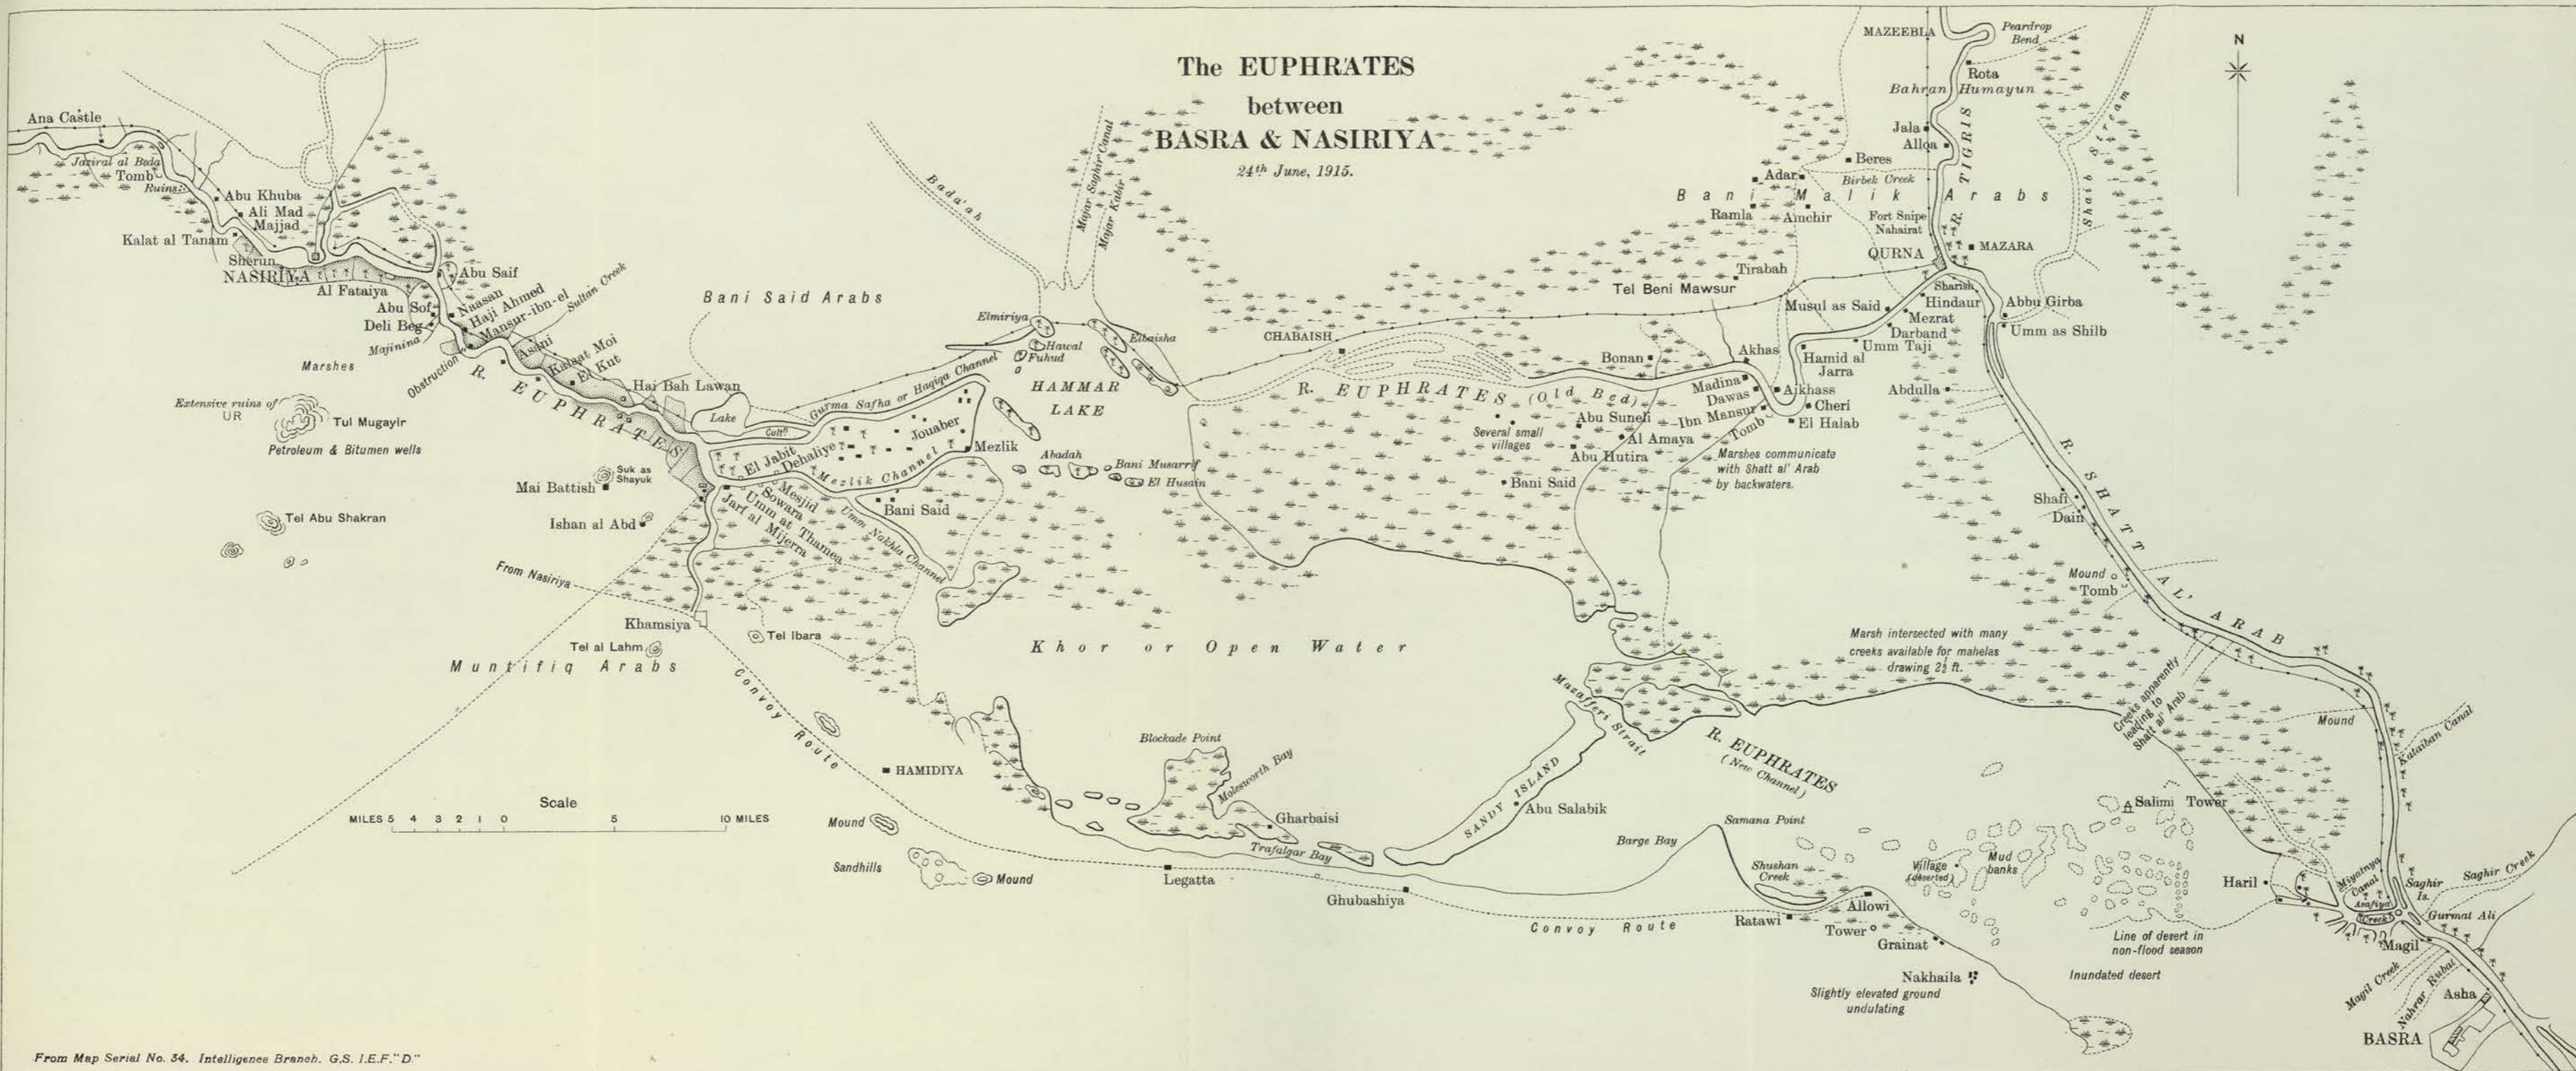 The EUPHRATES
between
BASRA & NASIRIYA
24th June, 1915.
N
MAZEEBLA
Peardrop
Bend
Rota
Bahran Humayun
Jala
Alloa
R. TIGRIS
Beres
Birbek Creek
Adar
Bani Malik Arabs
Ramla
Amchir
Fort Snipe
Nahairat
MAZARA
QURNA
Shaib Stream
Tirabah
Tel Beni Mawsur
Sharish
Musul as Said
Hindaur
Abbu Girba
Mezrat
Umm as Shilb
Darband
Umm Taji
Bonan
Akhas
Hamid al
Jarra
Madina
Ajkhass
Abdulla
Dawas
Cheri
Ibn Mansur
El Halab
Tomb
Abu Suneli
Several small
villages
Al Amaya
Abu Hutira
Bani Said
Marshes communicate
with Shatt al' Arab
by backwaters.
CHABAISH
R. EUPHRATES (Old Bed)
Ana Castle
Jaziral al Beda
Tomb
Ruins
Abu Khuba
Ali Mad
Majjad
Kalat al Tanam
Sherun
NASIRIYA
Al Fataiya
Abu Saif
Abu Sof
Naasan
Haji Ahmed
Deli Beg
Mansur-ibn-el
Sultan Creek
Majinina
Obstruction
Assni
Kalaat Moi
El Kut
Marshes
R. EUPHRATES
Extensive ruins of
UR
Tul Mugayir
Petroleum & Bitumen wells
Hai Bah Lawan
Lake
Bani Said Arabs
Bada'ah
Majar Saghir Canal
Majar Kabir
Elmiriya
Elbaisha
Hawal
Fuhud
HAMMAR
LAKE
Gurma Safha or Haqiqa Channel
Cultn
Jouaber
El Jabit
Dehaliye
Mezlik
Mezlik Channel
Abadah
Bani Musarrif
El Husain
Suk as
Shayuk
Mai Battish
Mesjid
Sowara
Umm at Thamea
Jarf al Mijerra
Bani Said
Umm Nakhla Channel
Tel Abu Shakran
Ishan al Abd
From Nasiriya
Khamsiya
Tel Ibara
Tel al Lahm
Muntifiq Arabs
Khor or Open Water
Convoy Route
HAMIDIYA
Scale
MILES 5 4 3 2 1 0 5 10 MILES
Mound
Sandhills
Mound
Blockade Point
Molesworth Bay
Gharbaisi
Trafalgar Bay
Legatta
Ghubashiya
SANDY ISLAND
Abu Salabik
Mazafferi Strait
R. EUPHRATES
(New Channel)
Barge Bay
Samana Point
Shushan
Creek
Convoy Route
Ratawi
Allowi
Tower
Grainat
Nakhaila
Slightly elevated ground
undulating
Village
(deserted)
Mud
banks
Salimi Tower
Line of desert in
non-flood season
Inundated desert
Marsh intersected with many
creeks available for mahelas
drawing 2½ ft.
Creeks apparently
leading to
Shatt al' Arab
Shafi
Dain
Mound
Tomb
R. SHATT AL' ARAB
Mound
Kataiban Canal
Haril
Miyotnya
Canal
Asafiya
Creek
Saghir
Is.
Saghir Creek
Gurmat Ali
Magil
Magil Creek
Nahrar Rubat
Asha
BASRA
From Map Serial No. 34. Intelligence Branch. G.S. I.E.F. "D."